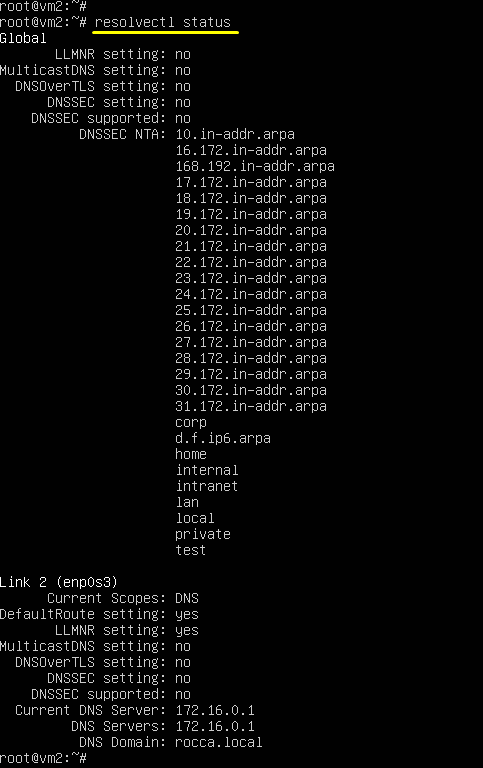 root@vm2:~#
root@vm2:~# resolvectl status
Global
LLMNR setting: no
MulticastDNS setting: no
DNSOverTLS setting: no
DNSSEC setting: no
DNSSEC supported: no
DNSSEC NTA: 10.in-addr.arpa
16.172.in-addr.arpa
168.192.in-addr.arpa
17.172.in-addr.arpa
18.172.in-addr.arpa
19.172.in-addr.arpa
20.172.in-addr.arpa
21.172.in-addr.arpa
22.172.in-addr.arpa
23.172.in-addr.arpa
24.172.in-addr.arpa
25.172.in-addr.arpa
26.172.in-addr.arpa
27.172.in-addr.arpa
28.172.in-addr.arpa
29.172.in-addr.arpa
30.172.in-addr.arpa
31.172.in-addr.arpa
corp
d.f.ip6.arpa
home
internal
intranet
lan
local
private
test
Link 2 (enp0s3)
Current Scopes: DNS
DefaultRoute setting: yes
LLMNR setting: yes
MulticastDNS setting: no
DNSOverTLS setting: no
DNSSEC setting: no
DNSSEC supported: no
Current DNS Server: 172.16.0.1
DNS Servers: 172.16.0.1
DNS Domain: rocca.local
root@vm2:~#